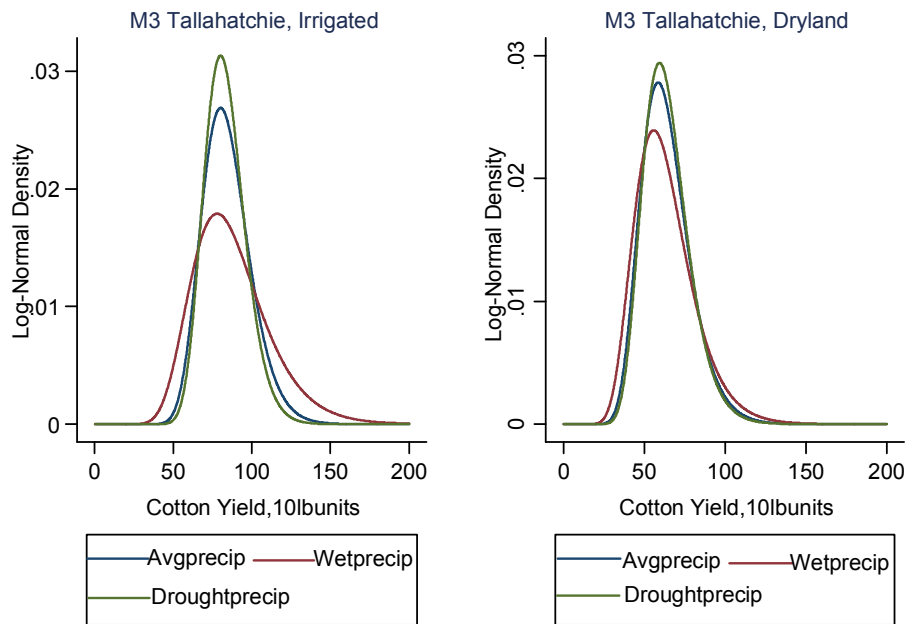 M3 Tallahatchie, Irrigated
Log-Normal Density
.03
.02
.01
0
0 50 100 150 200
Cotton Yield,10lbunits
Avgprecip Wetprecip
Droughtprecip
M3 Tallahatchie, Dryland
Log-Normal Density
.03
.02
.01
0
0 50 100 150 200
Cotton Yield,10lbunits
Avgprecip Wetprecip
Droughtprecip